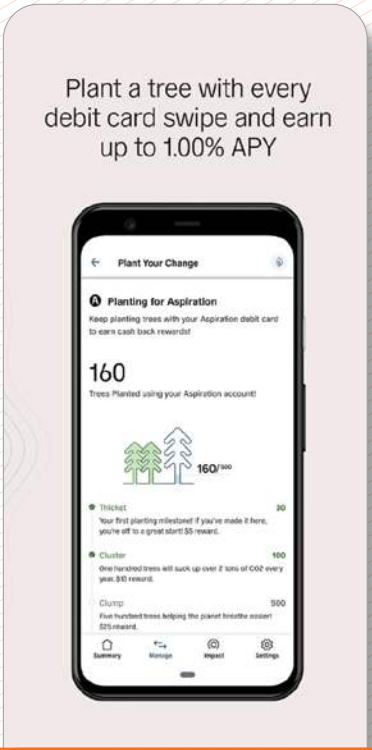 Plant a tree with every
debit card swipe and earn
up to 1.00% APY
Plant Your Change
A Planting for Aspiration
Keep planting trees with your Aspiration debit card
to earn cash back rewards!
160
Trees Planted using your Aspiration account!
160/500
Thicket 30
Your first planting milestone! If you've made it here,
you're off to a great start! $5 reward.
Cluster 100
One hundred trees will suck up over 2 tons of CO2 every
year. $10 reward.
Clump 500
Five hundred trees helping the planet breathe easier!
$25 reward.
Summary Manage Impact Settings